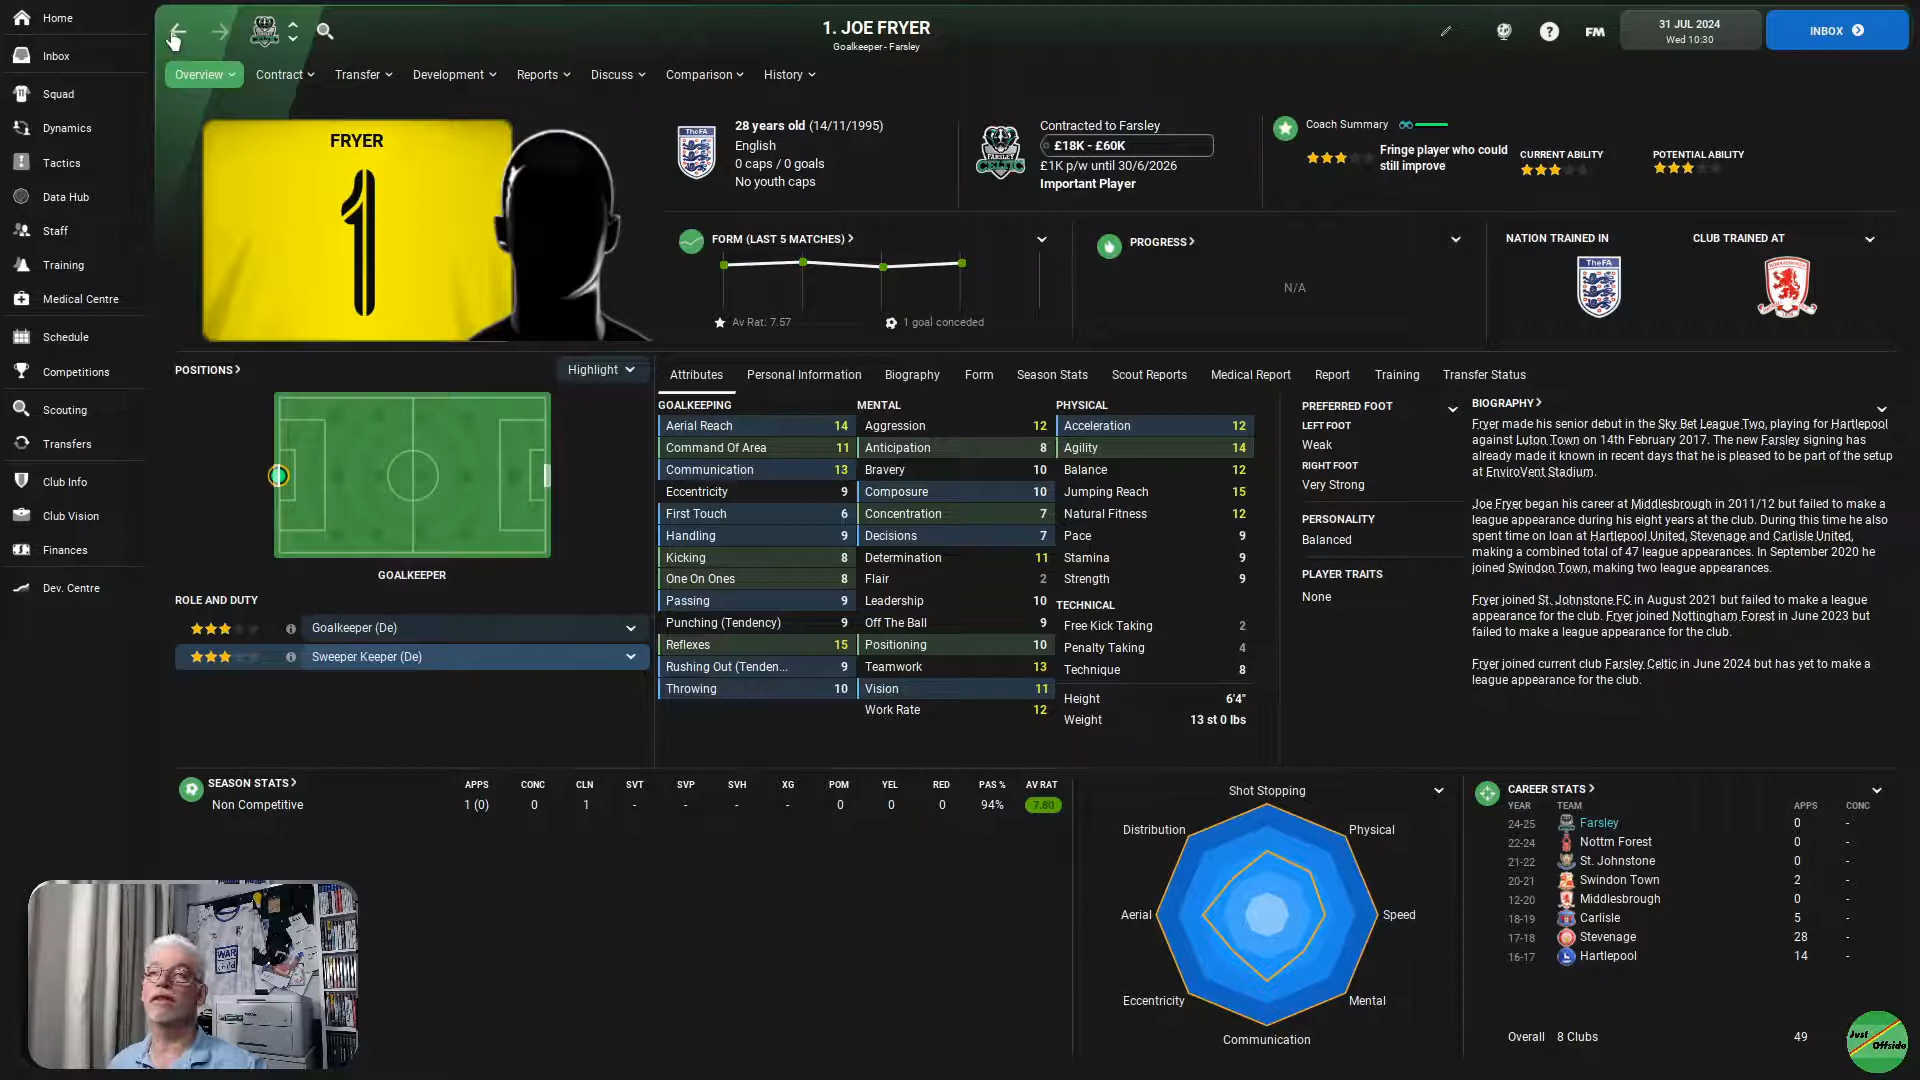 Home
Inbox
Squad
Dynamics
Tactics
Data Hub
Staff
Training
Medical Centre
Schedule
Competitions
Scouting
Transfers
Club Info
Club Vision
Finances
Dev. Centre
1. JOE FRYER
Goalkeeper - Farsley
FM
31 JUL 2024
Wed 10:30
INBOX
Overview Contract Transfer Development Reports Discuss Comparison History
FRYER
1
TheFA
28 years old (14/11/1995)
English
0 caps / 0 goals
No youth caps
FARSLEY
CELTIC
Contracted to Farsley
£18K - £60K
£1K p/w until 30/6/2026
Important Player
Coach Summary
Fringe player who could
still improve
CURRENT ABILITY
POTENTIAL ABILITY
FORM (LAST 5 MATCHES)
Av Rat: 7.57
1 goal conceded
PROGRESS
N/A
NATION TRAINED IN
TheFA
CLUB TRAINED AT
POSITIONS
Highlight
GOALKEEPER
ROLE AND DUTY
Goalkeeper (De)
Sweeper Keeper (De)
Attributes Personal Information Biography Form Season Stats Scout Reports Medical Report Report Training Transfer Status
GOALKEEPING
Aerial Reach 14
Command Of Area 11
Communication 13
Eccentricity 9
First Touch 6
Handling 9
Kicking 8
One On Ones 8
Passing 9
Punching (Tendency) 9
Reflexes 15
Rushing Out (Tenden... 9
Throwing 10
MENTAL
Aggression 12
Anticipation 8
Bravery 10
Composure 10
Concentration 7
Decisions 7
Determination 11
Flair 2
Leadership 10
Off The Ball 9
Positioning 10
Teamwork 13
Vision 11
Work Rate 12
PHYSICAL
Acceleration 12
Agility 14
Balance 12
Jumping Reach 15
Natural Fitness 12
Pace 9
Stamina 9
Strength 9
TECHNICAL
Free Kick Taking 2
Penalty Taking 4
Technique 8
Height 6'4"
Weight 13 st 0 lbs
PREFERRED FOOT
LEFT FOOT
Weak
RIGHT FOOT
Very Strong
PERSONALITY
Balanced
PLAYER TRAITS
None
BIOGRAPHY
Fryer made his senior debut in the Sky Bet League Two, playing for Hartlepool
against Luton Town on 14th February 2017. The new Farsley signing has
already made it known in recent days that he is pleased to be part of the setup
at EnviroVent Stadium.
Joe Fryer began his career at Middlesbrough in 2011/12 but failed to make a
league appearance during his eight years at the club. During this time he also
spent time on loan at Hartlepool United, Stevenage and Carlisle United,
making a combined total of 47 league appearances. In September 2020 he
joined Swindon Town, making two league appearances.
Fryer joined St. Johnstone FC in August 2021 but failed to make a league
appearance for the club. Fryer joined Nottingham Forest in June 2023 but
failed to make a league appearance for the club.
Fryer joined current club Farsley Celtic in June 2024 but has yet to make a
league appearance for the club.
SEASON STATS APPS CONC CLN SVT SVP SVH XG POM YEL RED PAS % AV RAT
Non Competitive 1 (0) 0 1 - - - - 0 0 0 94% 7.80
Shot Stopping
Physical
Speed
Mental
Communication
Eccentricity
Aerial
Distribution
CAREER STATS
YEAR TEAM APPS CONC
24-25 Farsley 0 -
22-24 Nottm Forest 0 -
21-22 St. Johnstone 0 -
20-21 Swindon Town 2 -
12-20 Middlesbrough 0 -
18-19 Carlisle 5 -
17-18 Stevenage 28 -
16-17 Hartlepool 14 -
Overall 8 Clubs 49 -
WAR
child
Just
Offside